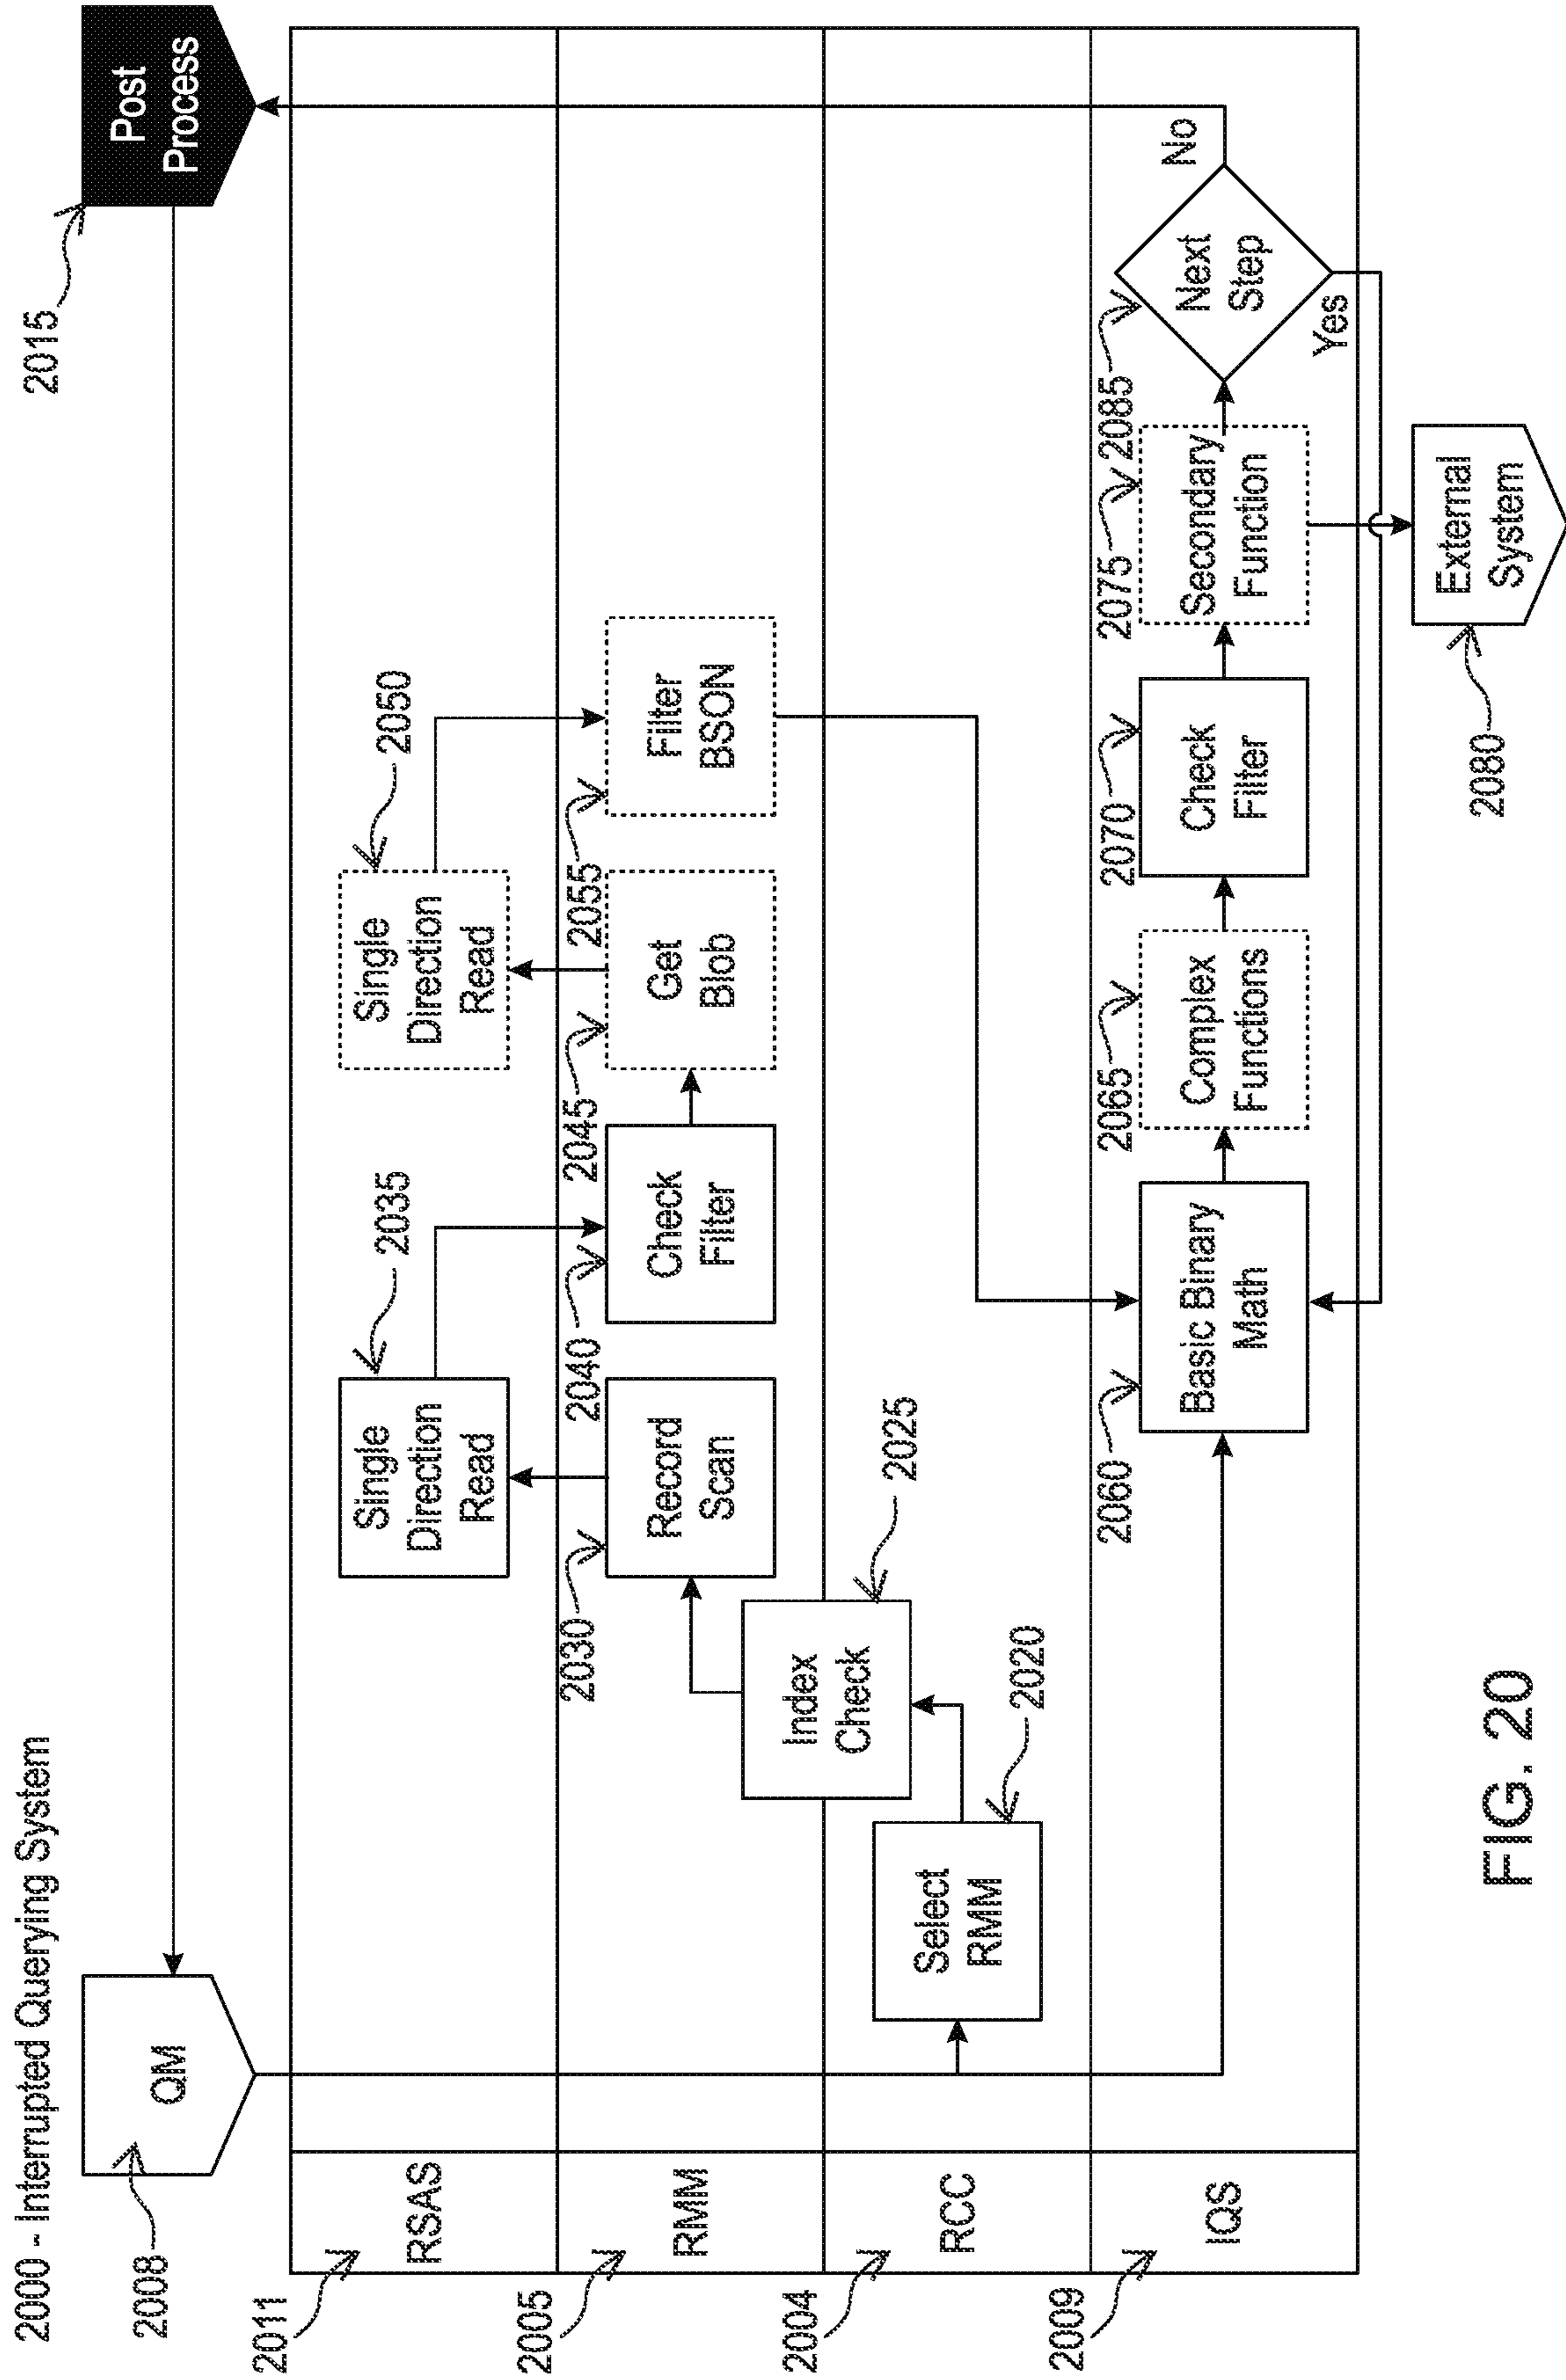 2000 - Interrupted Querying System
2008
QM
2015
Post
Process
2011
RSAS
2005
RMM
2004
RCC
2009
IQS
Single
Direction
Read
2035
Single
Direction
Read
2050
2030
Record
Scan
2040
Check
Filter
2045
Get
Blob
2055
Filter
BSON
Index
Check
2025
Select
RMM
2020
2060
Basic Binary
Math
2065
Complex
Functions
2070
Check
Filter
2075
Secondary
Function
2085
Next
Step
No
Yes
External
System
2080
FIG. 20